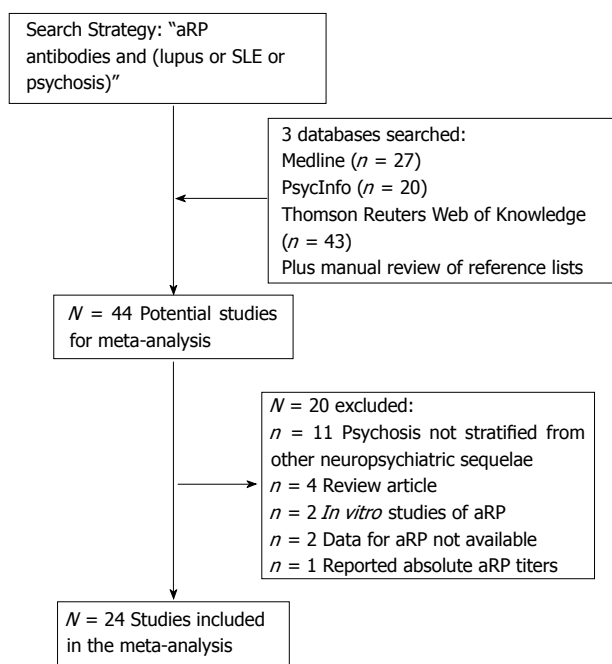 Search Strategy: “aRP
antibodies and (lupus or SLE or
psychosis)”
3 databases searched:
Medline (n = 27)
PsycInfo (n = 20)
Thomson Reuters Web of Knowledge
(n = 43)
Plus manual review of reference lists
N = 44 Potential studies
for meta-analysis
N = 20 excluded:
n = 11 Psychosis not stratified from
other neuropsychiatric sequelae
n = 4 Review article
n = 2 In vitro studies of aRP
n = 2 Data for aRP not available
n = 1 Reported absolute aRP titers
N = 24 Studies included
in the meta-analysis